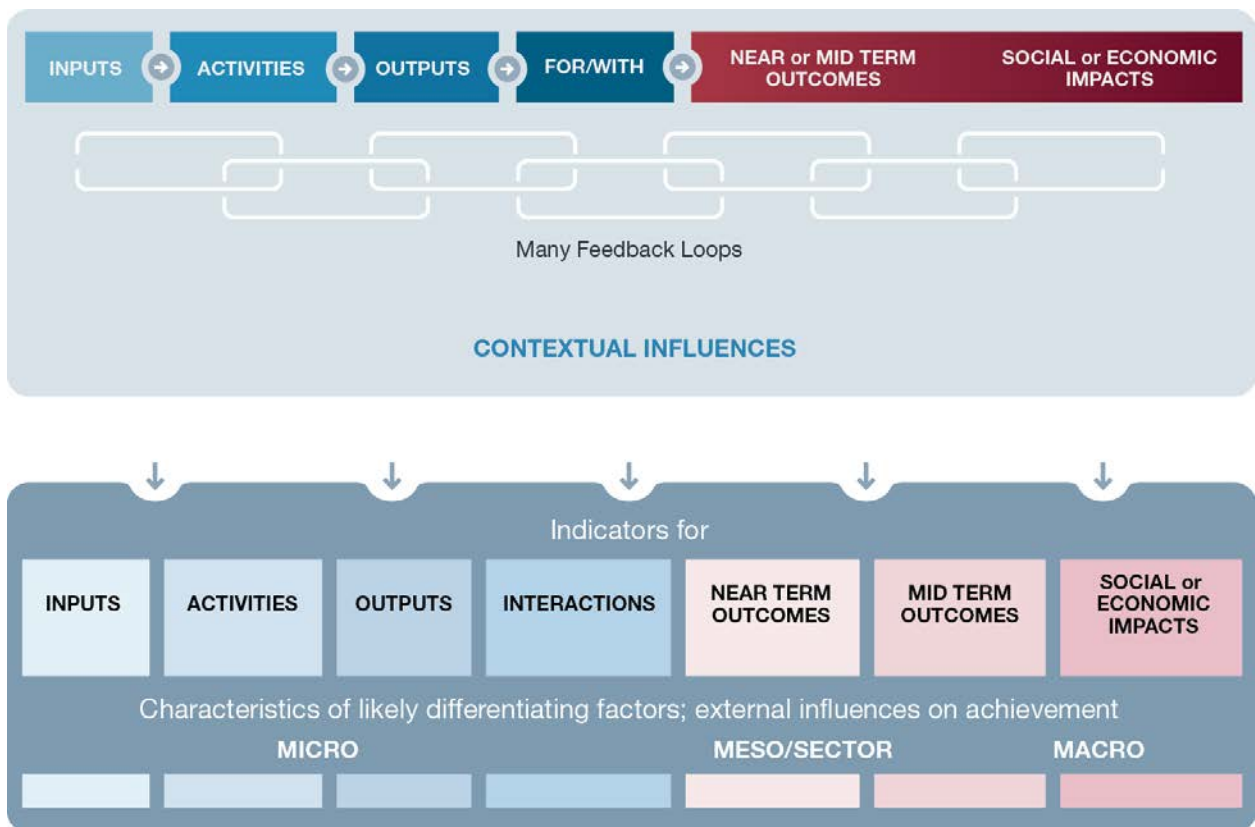 INPUTS
ACTIVITIES
OUTPUTS
FOR/WITH
NEAR or MID TERM
OUTCOMES
SOCIAL or ECONOMIC
IMPACTS
Many Feedback Loops
CONTEXTUAL INFLUENCES
Indicators for
INPUTS
ACTIVITIES
OUTPUTS
INTERACTIONS
NEAR TERM
OUTCOMES
MID TERM
OUTCOMES
SOCIAL or
ECONOMIC
IMPACTS
Characteristics of likely differentiating factors; external influences on achievement
MICRO
MESO/SECTOR
MACRO